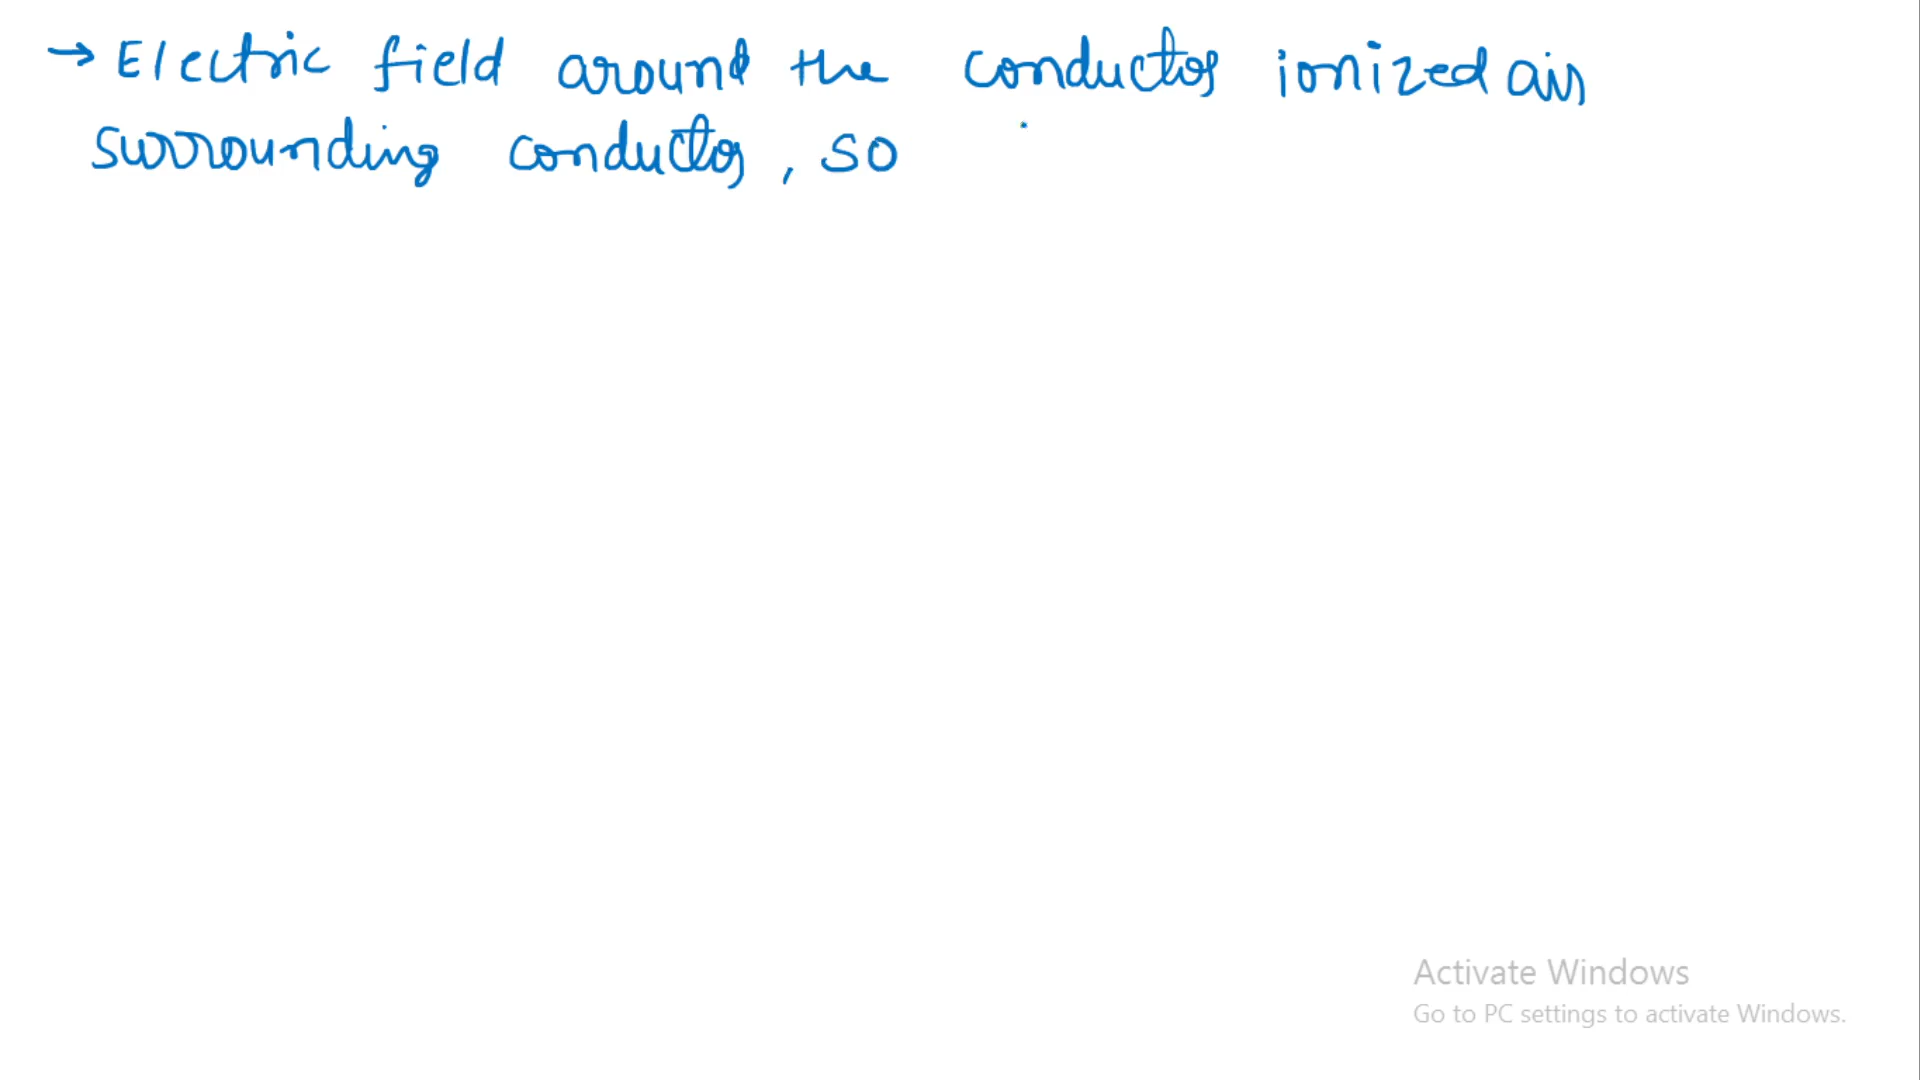 → Electric field around the conductor ionized air
surrounding conductor, so
Activate Windows
Go to PC settings to activate Windows.